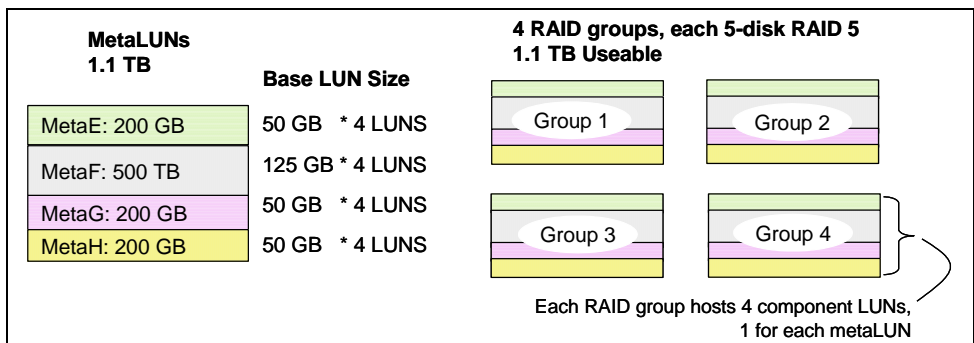 MetaLUNs
1.1 TB
Base LUN Size
MetaE: 200 GB
50 GB * 4 LUNS
MetaF: 500 TB
125 GB * 4 LUNS
MetaG: 200 GB
50 GB * 4 LUNS
MetaH: 200 GB
50 GB * 4 LUNS
4 RAID groups, each 5-disk RAID 5
1.1 TB Useable
Group 1
Group 2
Group 3
Group 4
Each RAID group hosts 4 component LUNs,
1 for each metaLUN